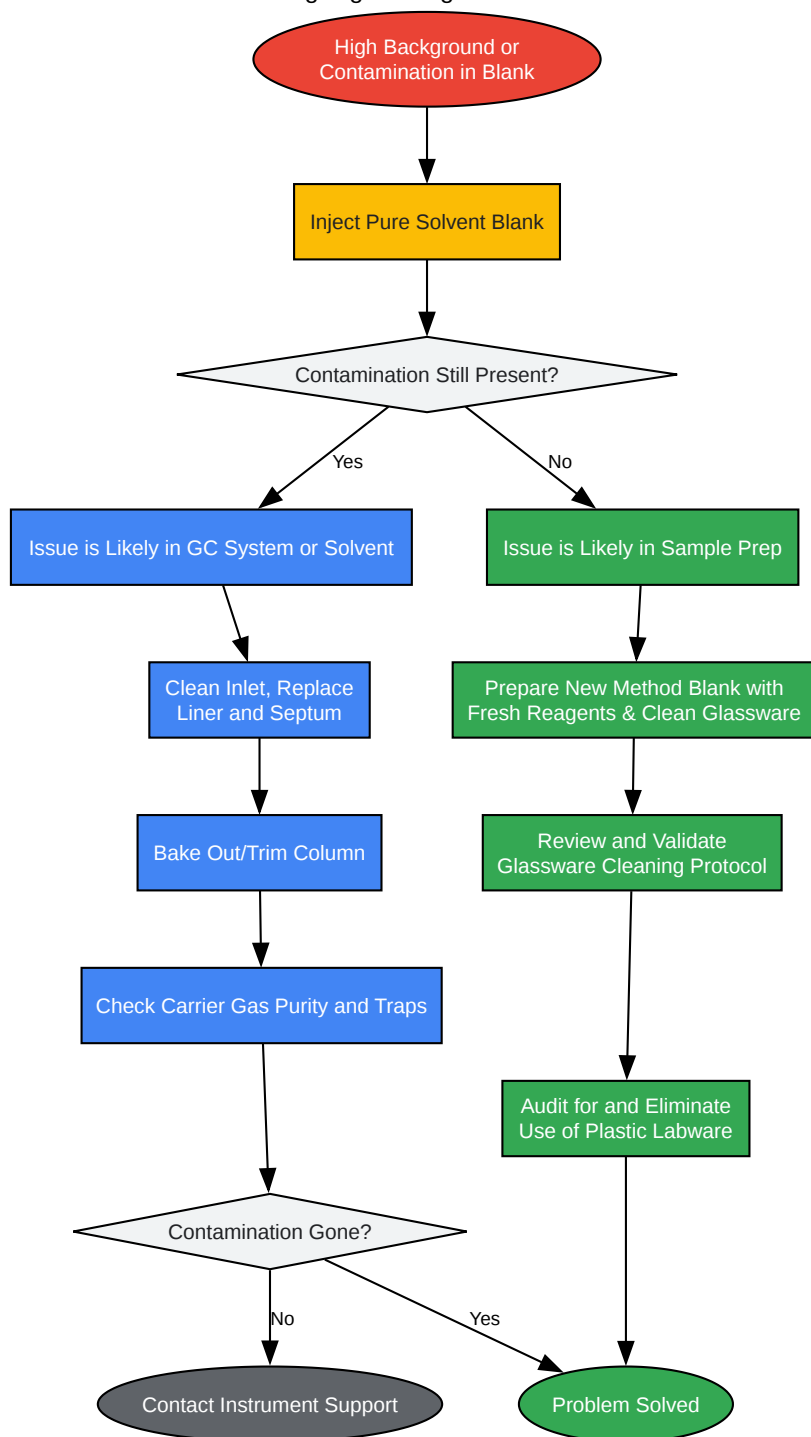 High Background or
Contamination in Blank
Inject Pure Solvent Blank
Contamination Still Present?
Yes
No
Issue is Likely in GC System or Solvent
Issue is Likely in Sample Prep
Clean Inlet, Replace
Liner and Septum
Prepare New Method Blank with
Fresh Reagents & Clean Glassware
Bake Out/Trim Column
Review and Validate
Glassware Cleaning Protocol
Check Carrier Gas Purity and Traps
Audit for and Eliminate
Use of Plastic Labware
Contamination Gone?
No
Yes
Contact Instrument Support
Problem Solved